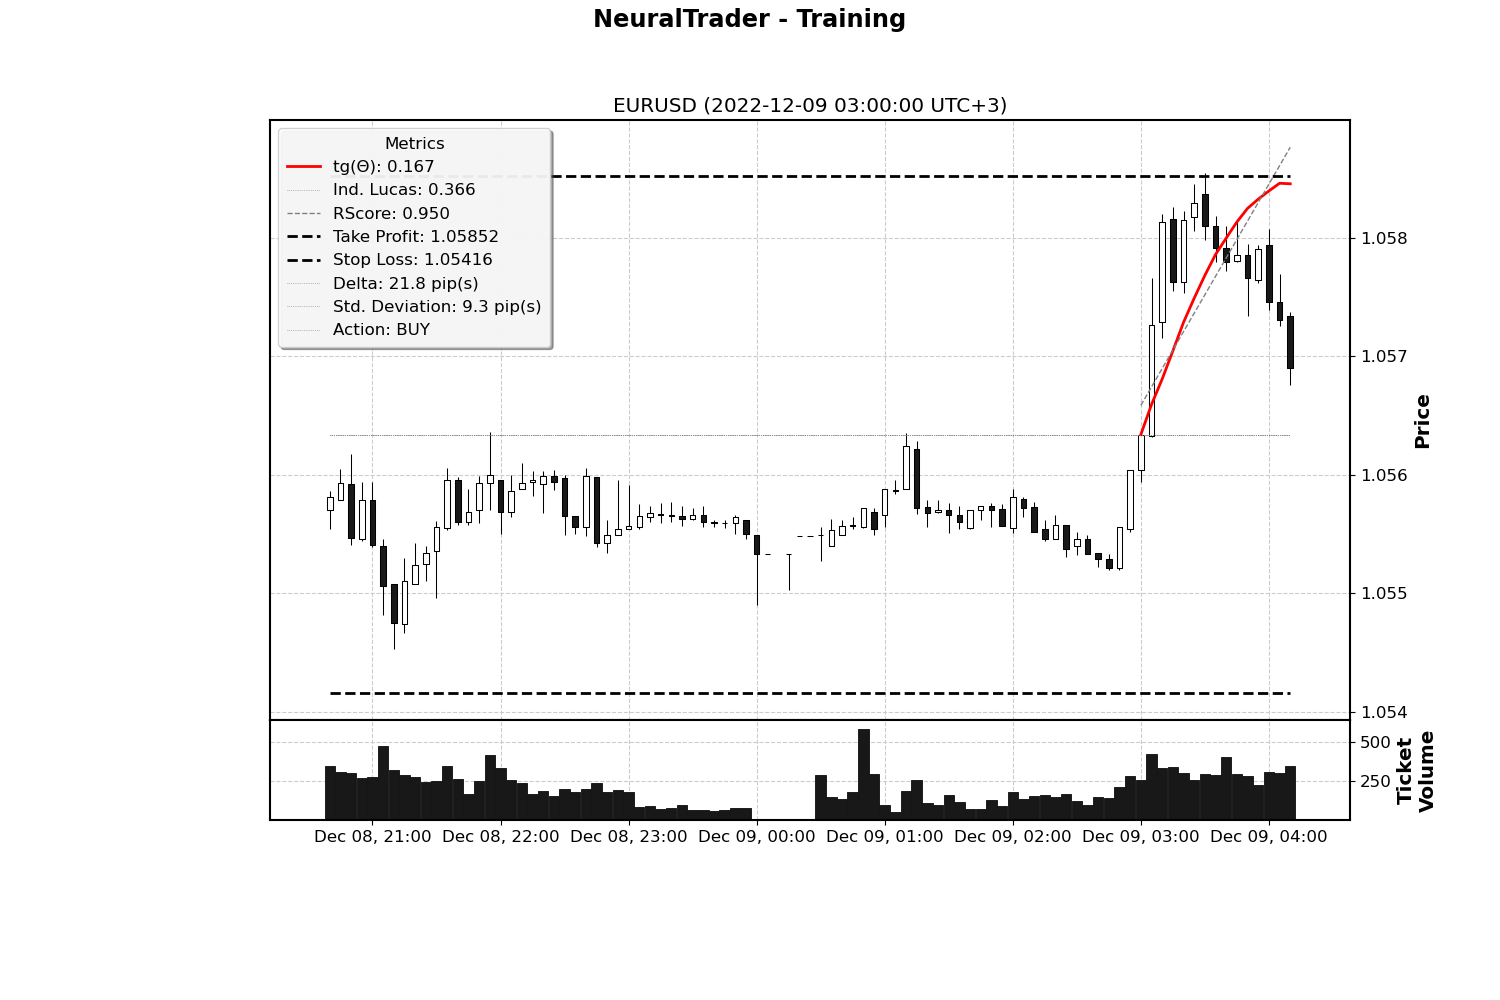 NeuralTrader - Training
EURUSD (2022-12-09 03:00:00 UTC+3)
Metrics
tg(Θ): 0.167
Ind. Lucas: 0.366
RScore: 0.950
Take Profit: 1.05852
Stop Loss: 1.05416
Delta: 21.8 pip(s)
Std. Deviation: 9.3 pip(s)
Action: BUY
1.058
1.057
1.056
1.055
1.054
Price
500
250
Ticket
Volume
Dec 08, 21:00
Dec 08, 22:00
Dec 08, 23:00
Dec 09, 00:00
Dec 09, 01:00
Dec 09, 02:00
Dec 09, 03:00
Dec 09, 04:00